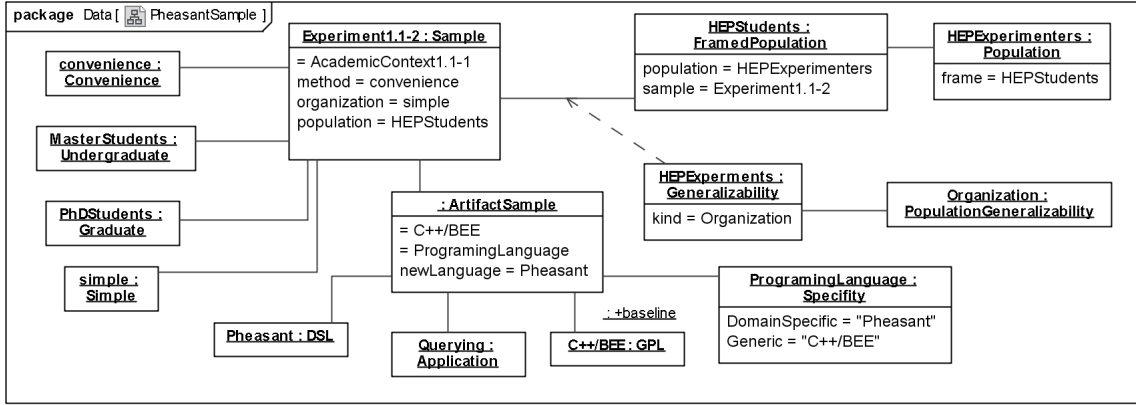 package Data [ PheasantSample ]
Experiment1.1-2 : Sample
= AcademicContext1.1-1
method = convenience
organization = simple
population = HEPStudents
HEPStudents :
FramedPopulation
population = HEPExperimenters
sample = Experiment1.1-2
HEPExperimenters :
Population
frame = HEPStudents
convenience :
Convenience
MasterStudents :
Undergraduate
PhDStudents :
Graduate
simple :
Simple
HEPExperments :
Generalizability
kind = Organization
Organization :
PopulationGeneralizability
: ArtifactSample
= C++/BEE
= ProgramingLanguage
newLanguage = Pheasant
Pheasant : DSL
Querying :
Application
: +baseline
C++/BEE : GPL
ProgramingLanguage :
Specifity
DomainSpecific = "Pheasant"
Generic = "C++/BEE"